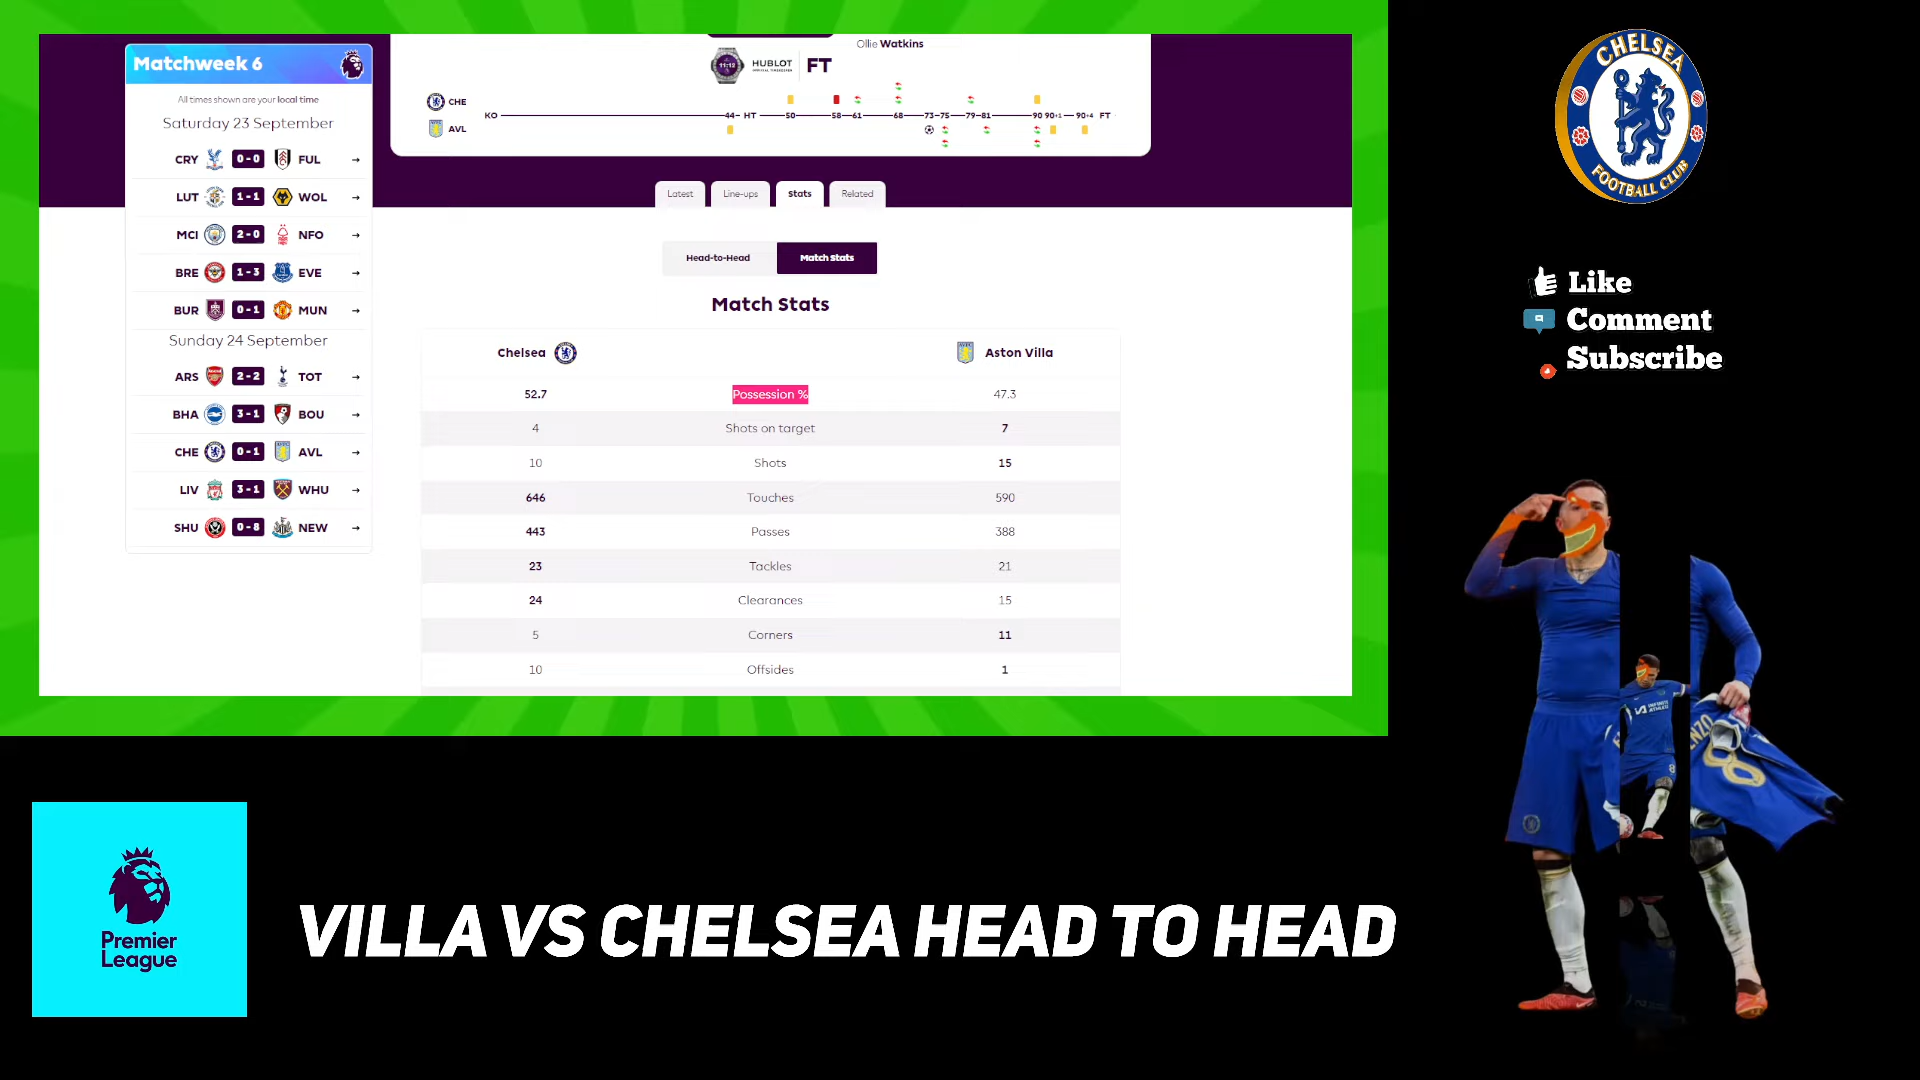 Matchweek 6
All times shown are your local time
Saturday 23 September
CRY 0-0 FUL
LUT 1-1 WOL
MCI 2-0 NFO
BRE 1-3 EVE
BUR 0-1 MUN
Sunday 24 September
ARS 2-2 TOT
BHA 3-1 BOU
CHE 0-1 AVL
LIV 3-1 WHU
SHU 0-8 NEW
Ollie Watkins
HUBLOT FT
CHE
KO 44 HT 50 58 61 68 73 75 79 81 90 90+1 90+4 FT
AVL
Latest Line-ups Stats Related
Head-to-Head Match Stats
Match Stats
Chelsea Aston Villa
52.7 Possession % 47.3
4 Shots on target 7
10 Shots 15
646 Touches 590
443 Passes 388
23 Tackles 21
24 Clearances 15
5 Corners 11
10 Offsides 1
CHELSEA
FOOTBALL CLUB
Like
Comment
Subscribe
ENZO
8
Premier
League
VILLA VS CHELSEA HEAD TO HEAD